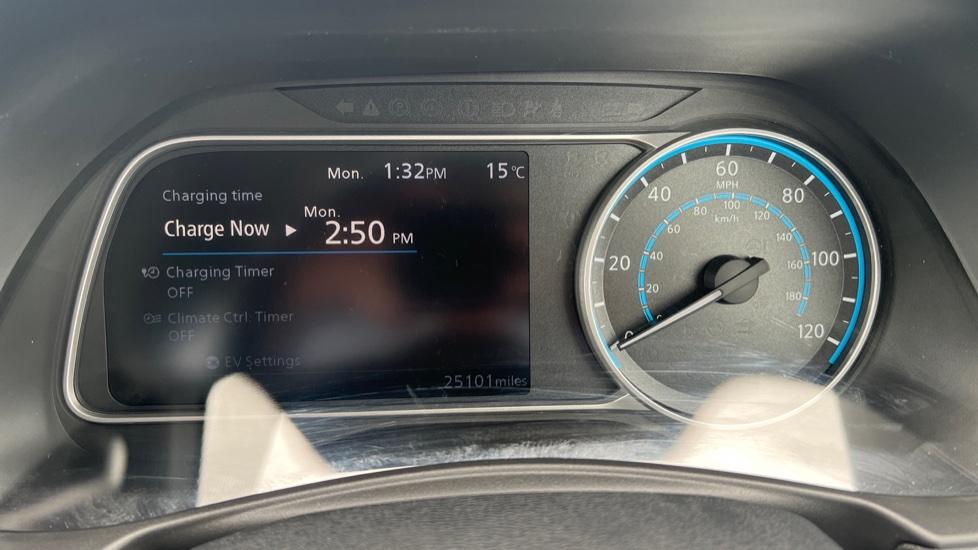 Mon. 1:32PM 15°C
Charging time
Mon.
Charge Now ▶ 2:50 PM
Charging Timer
OFF
Climate Ctrl. Timer
OFF
EV Settings
25101miles
0 20 40 60 80 100 120
MPH
0 20 40 60 80 100 120 140 160 180
km/h